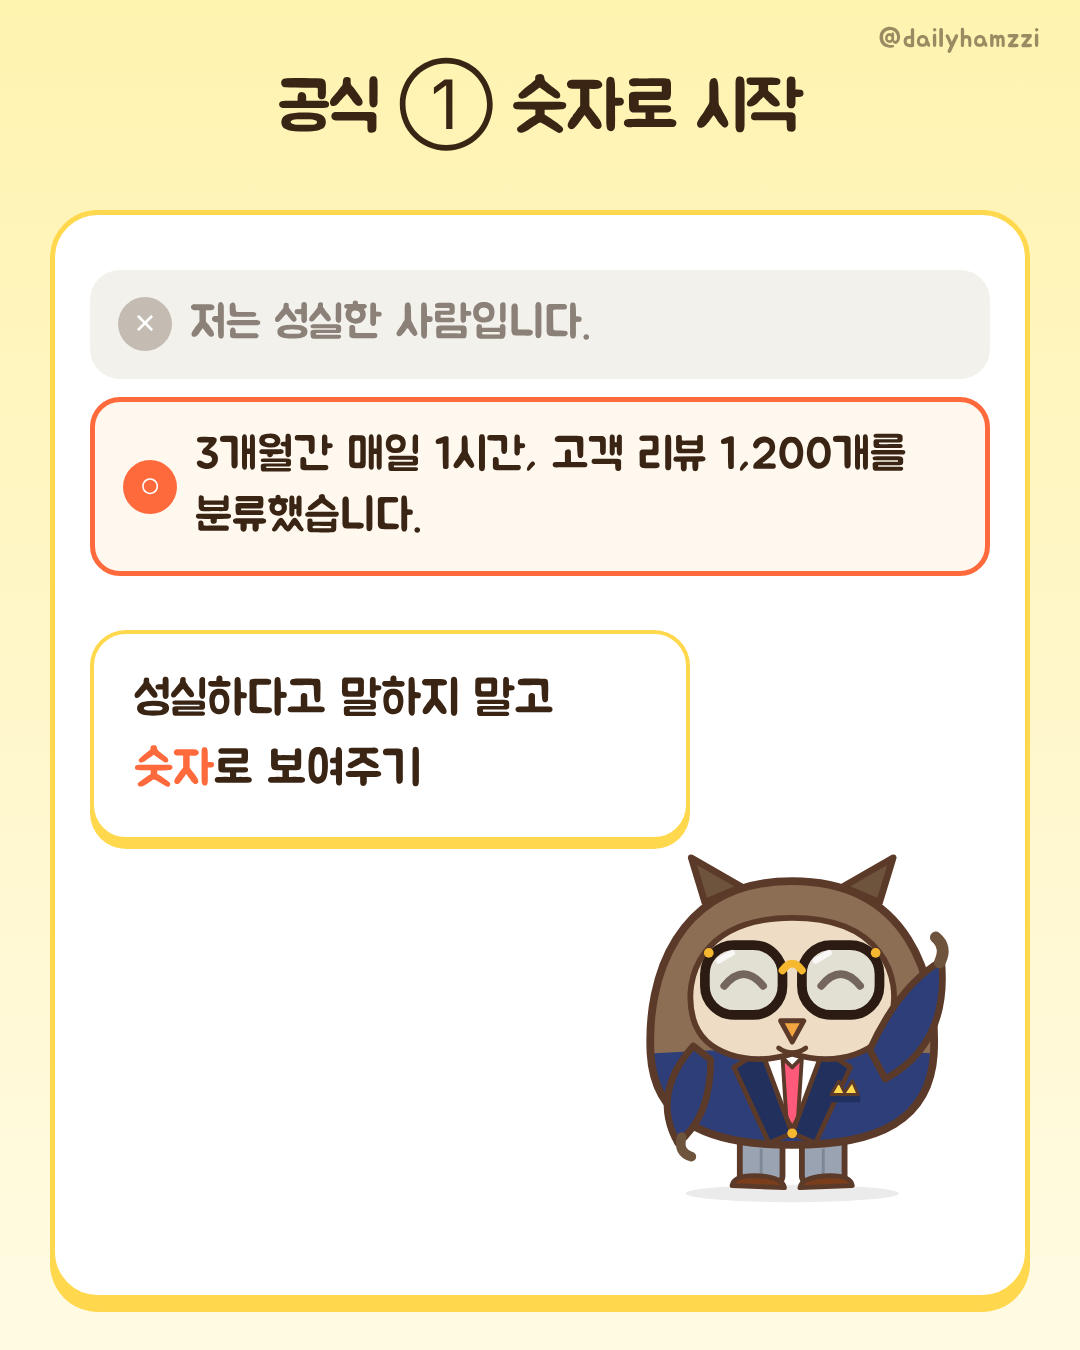 @dailyhamzzi
공식 ① 숫자로 시작
× 저는 성실한 사람입니다.
○ 3개월간 매일 1시간, 고객 리뷰 1,200개를
분류했습니다.
성실하다고 말하지 말고
숫자로 보여주기